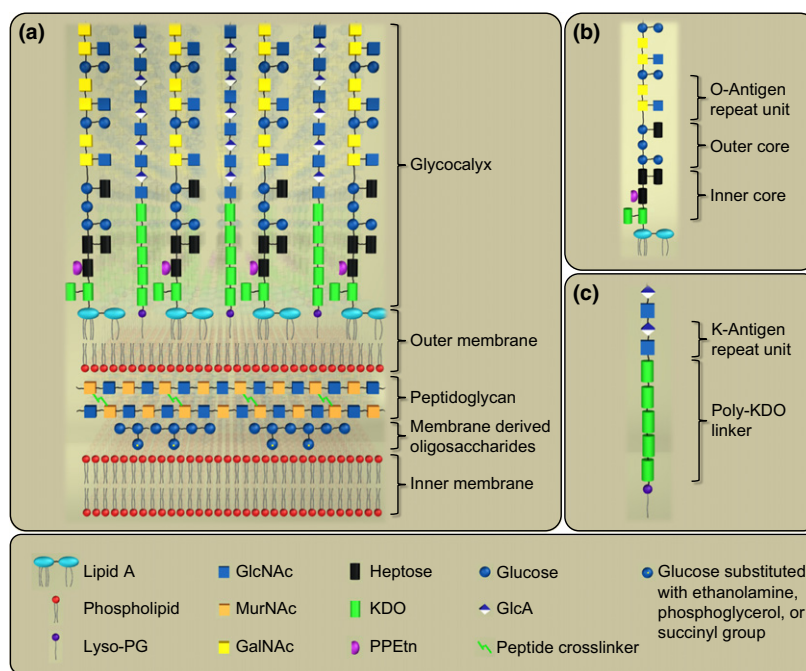 (a)
Glycocalyx
Outer membrane
Peptidoglycan
Membrane derived
oligosaccharides
Inner membrane
(b)
O-Antigen
repeat unit
Outer core
Inner core
(c)
K-Antigen
repeat unit
Poly-KDO
linker
Lipid A
Phospholipid
Lyso-PG
GlcNAc
MurNAc
GalNAc
Heptose
KDO
PPEtn
Glucose
GlcA
Peptide crosslinker
Glucose substituted
with ethanolamine,
phosphoglycerol, or
succinyl group